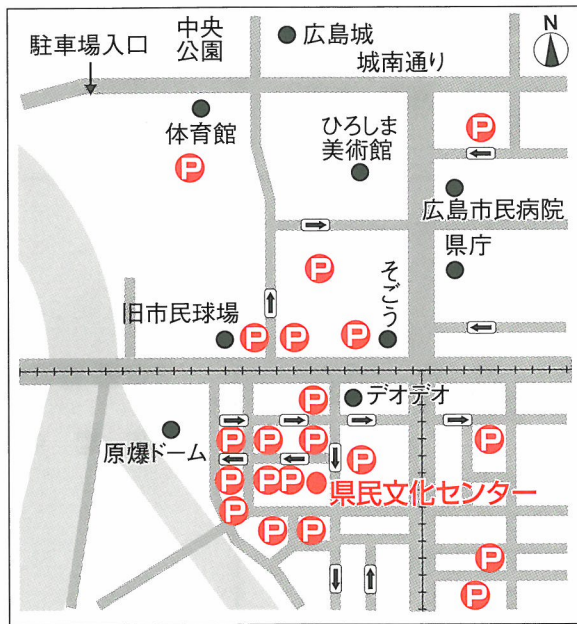 中央
公園
広島城
N
駐車場入口
城南通り
体育館
ひろしま
美術館
P
P
広島市民病院
県庁
P
そごう
旧市民球場
P
P
P
P
デオデオ
原爆ドーム
P
P
P
P
P
P
P
P
県民文化センター
P
P
P
P
P